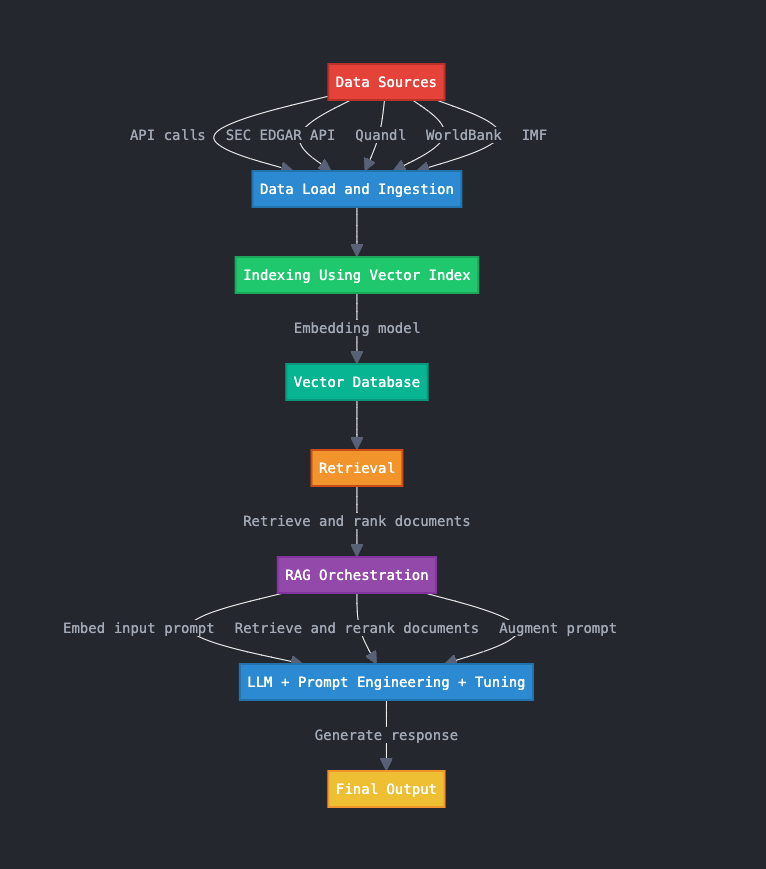 Data Sources
API calls
SEC EDGAR API
Quandl
WorldBank
IMF
Data Load and Ingestion
Indexing Using Vector Index
Embedding model
Vector Database
Retrieval
Retrieve and rank documents
RAG Orchestration
Embed input prompt
Retrieve and rerank documents
Augment prompt
LLM + Prompt Engineering + Tuning
Generate response
Final Output